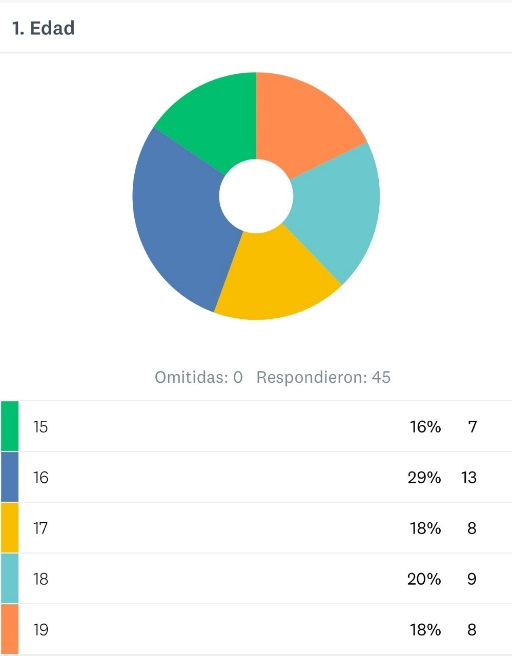 1. Edad
Omitidas: 0 Respondieron: 45
15 16% 7
16 29% 13
17 18% 8
18 20% 9
19 18% 8